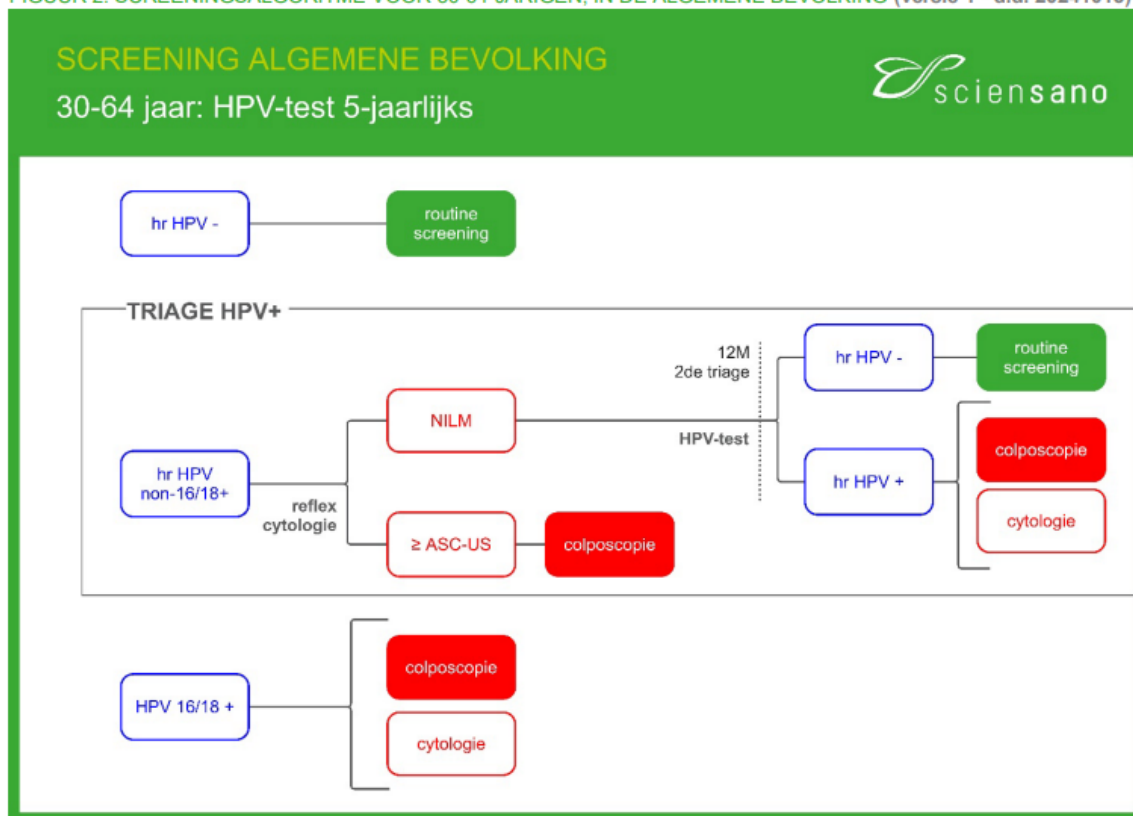 SCREENING ALGEMENE BEVOLKING
30-64 jaar: HPV-test 5-jaarlijks
sciensano
hr HPV -
routine
screening
TRIAGE HPV+
12M
2de triage
HPV-test
hr HPV -
routine
screening
NILM
hr HPV
non-16/18+
reflex
cytologie
hr HPV +
colposcopie
cytologie
≥ ASC-US
colposcopie
HPV 16/18 +
colposcopie
cytologie